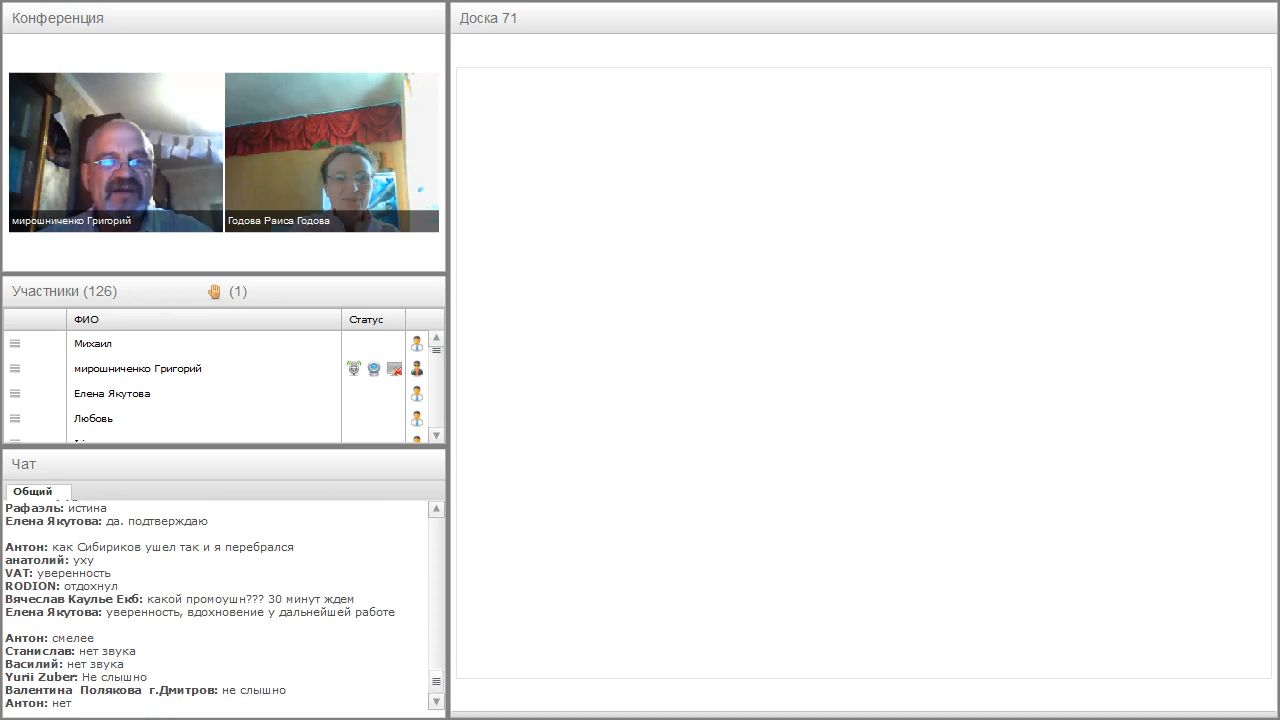 Конференция
мирошниченко Григорий
Годова Раиса Годова
Участники (126)
(1)
ФИО
Статус
Михаил
мирошниченко Григорий
Елена Якутова
Любовь
Чат
Общий
Рафаэль: истина
Елена Якутова: да. подтверждаю
Антон: как Сибириков ушел так и я перебрался
анатолий: уху
VAT: уверенность
RODION: отдохнул
Вячеслав Каулье Екб: какой промоушн??? 30 минут ждем
Елена Якутова: уверенность, вдохновение у дальнейшей работе
Антон: смелее
Станислав: нет звука
Василий: нет звука
Yurii Zuber: Не слышно
Валентина Полякова г.Дмитров: не слышно
Антон: нет
Доска 71